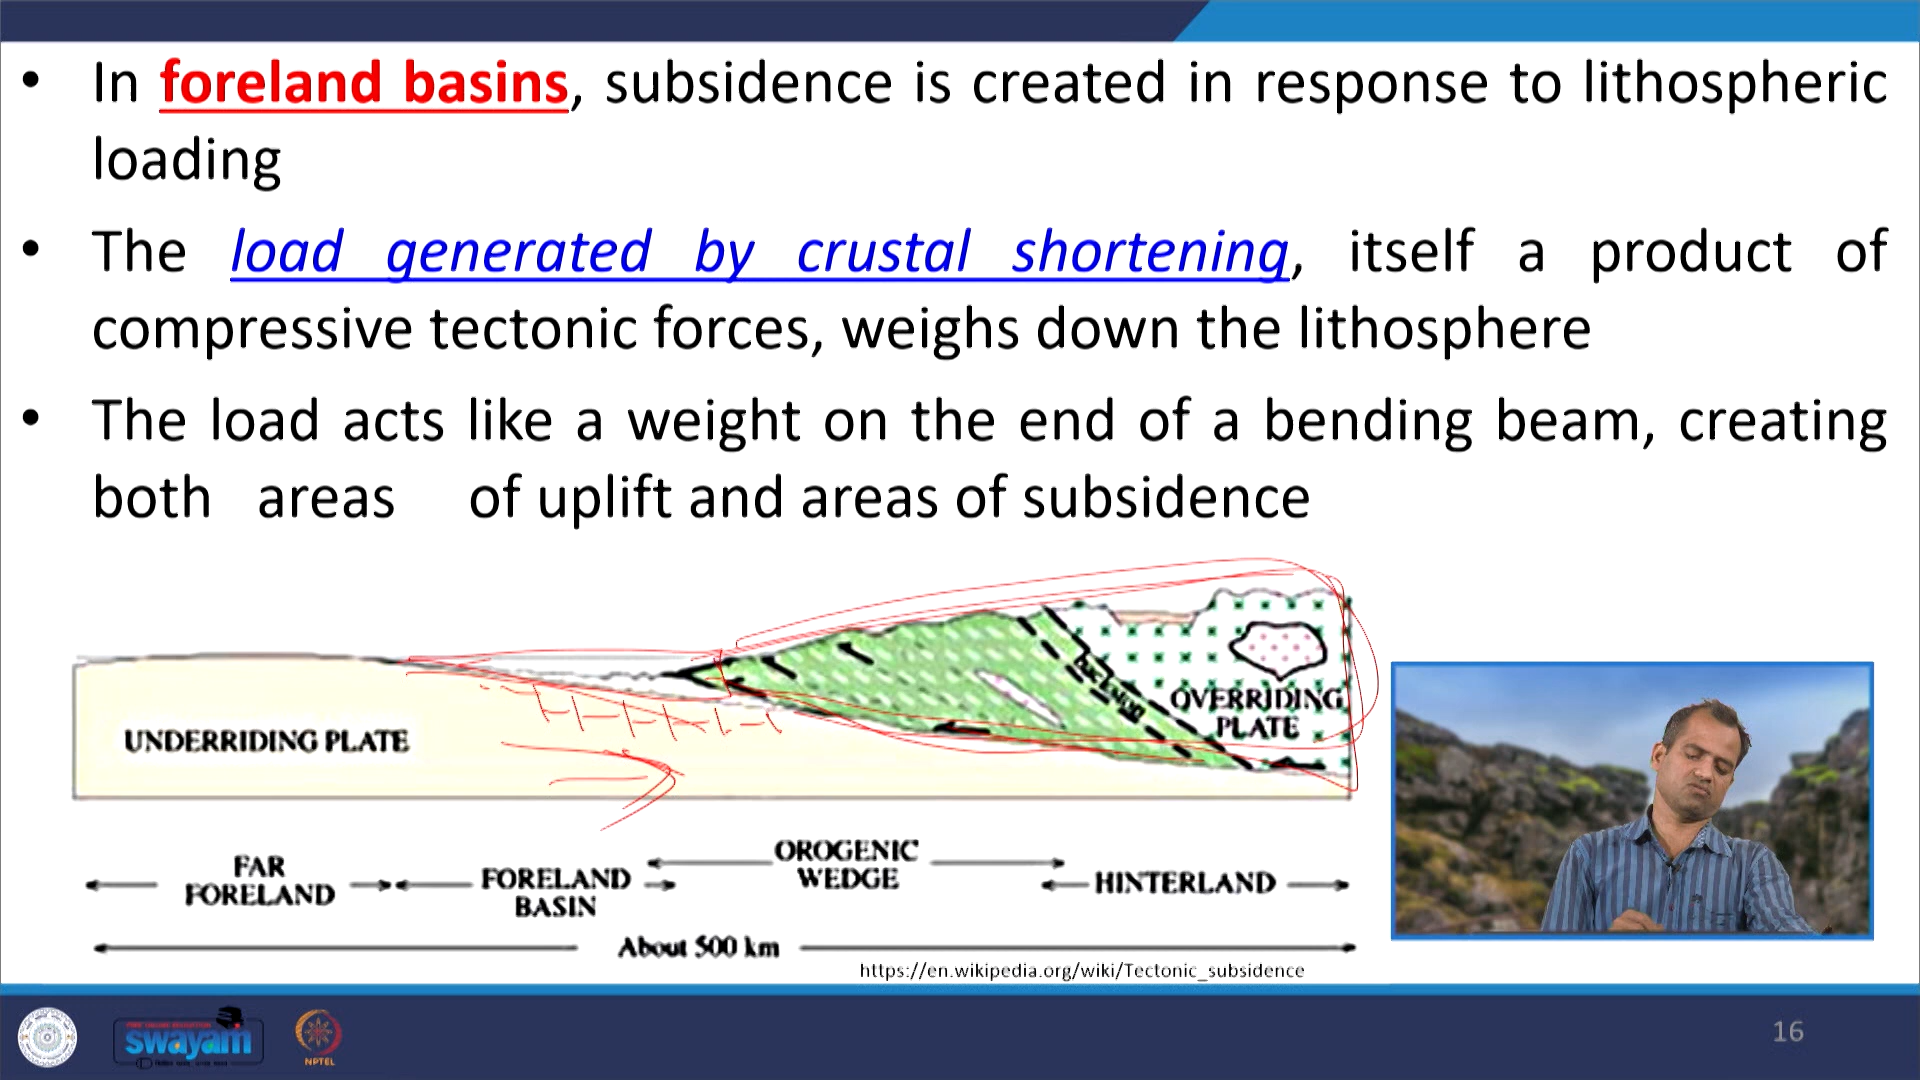 • In foreland basins, subsidence is created in response to lithospheric
loading
• The load generated by crustal shortening, itself a product of
compressive tectonic forces, weighs down the lithosphere
• The load acts like a weight on the end of a bending beam, creating
both areas of uplift and areas of subsidence
OVERRIDING
PLATE
UNDERRIDING PLATE
FAR
FORELAND
FORELAND
BASIN
OROGENIC
WEDGE
HINTERLAND
About 500 km
https://en.wikipedia.org/wiki/Tectonic_subsidence
swayam
NPTEL
16